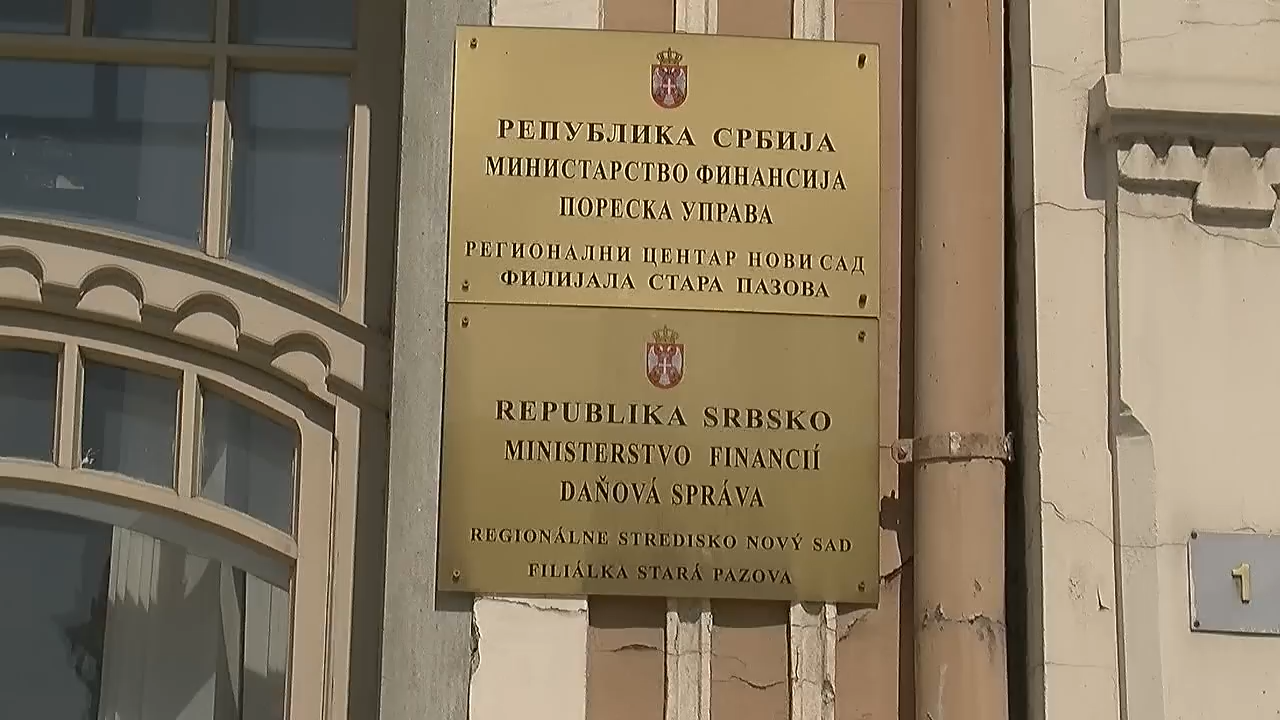 РЕПУБЛИКА СРБИЈА
МИНИСТАРСТВО ФИНАНСИЈА
ПОРЕСКА УПРАВА
РЕГИОНАЛНИ ЦЕНТАР НОВИ САД
ФИЛИЈАЛА СТАРА ПАЗОВА
REPUBLIKA SRBSKO
MINISTERSTVO FINANCIÍ
DAŇOVÁ SPRÁVA
REGIONÁLNE STREDISKO NOVÝ SAD
FILIÁLKA STARÁ PAZOVA
1